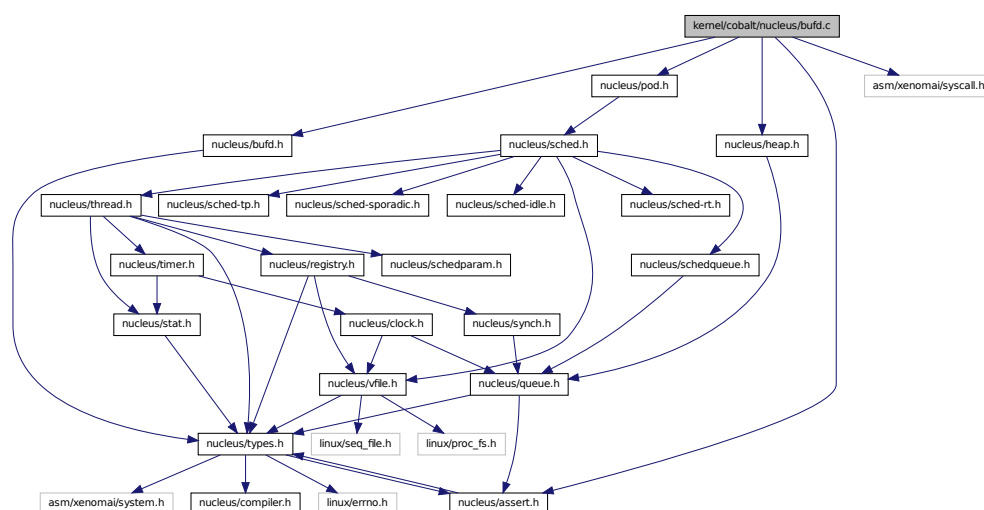 kernel/cobalt/nucleus/bufd.c
nucleus/pod.h
asm/xenomai/syscall.h
nucleus/bufd.h
nucleus/sched.h
nucleus/heap.h
nucleus/thread.h
nucleus/sched-tp.h
nucleus/sched-sporadic.h
nucleus/sched-idle.h
nucleus/sched-rt.h
nucleus/timer.h
nucleus/registry.h
nucleus/schedparam.h
nucleus/schedqueue.h
nucleus/stat.h
nucleus/clock.h
nucleus/synch.h
nucleus/vfile.h
nucleus/queue.h
nucleus/types.h
linux/seq_file.h
linux/proc_fs.h
asm/xenomai/system.h
nucleus/compiler.h
linux/errno.h
nucleus/assert.h